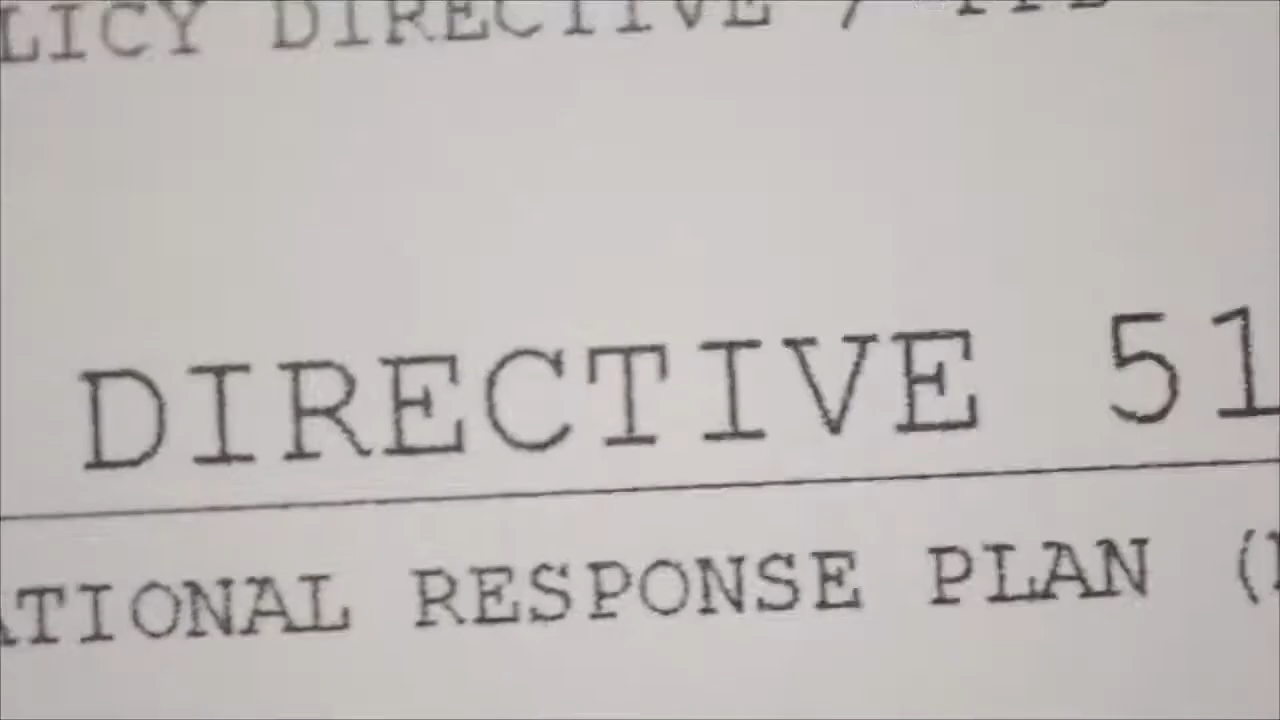 LICY DIRECTIVE /
DIRECTIVE 51
ATIONAL RESPONSE PLAN (